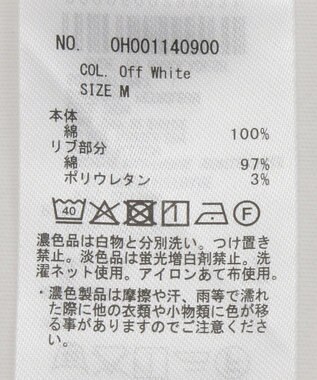 NO. 0H001140900
COL. Off White
SIZE M
本体
綿 100%
リブ部分
綿 97%
ポリウレタン 3%
40
F
濃色品は白物と分別洗い。つけ置き
禁止。淡色品は蛍光増白剤禁止。洗
濯ネット使用。アイロンあて布使用。
・濃色製品は摩擦や汗、雨等で濡れ
た際に他の衣類や小物類に色が移
る事がありますのでご注意くださ
い。